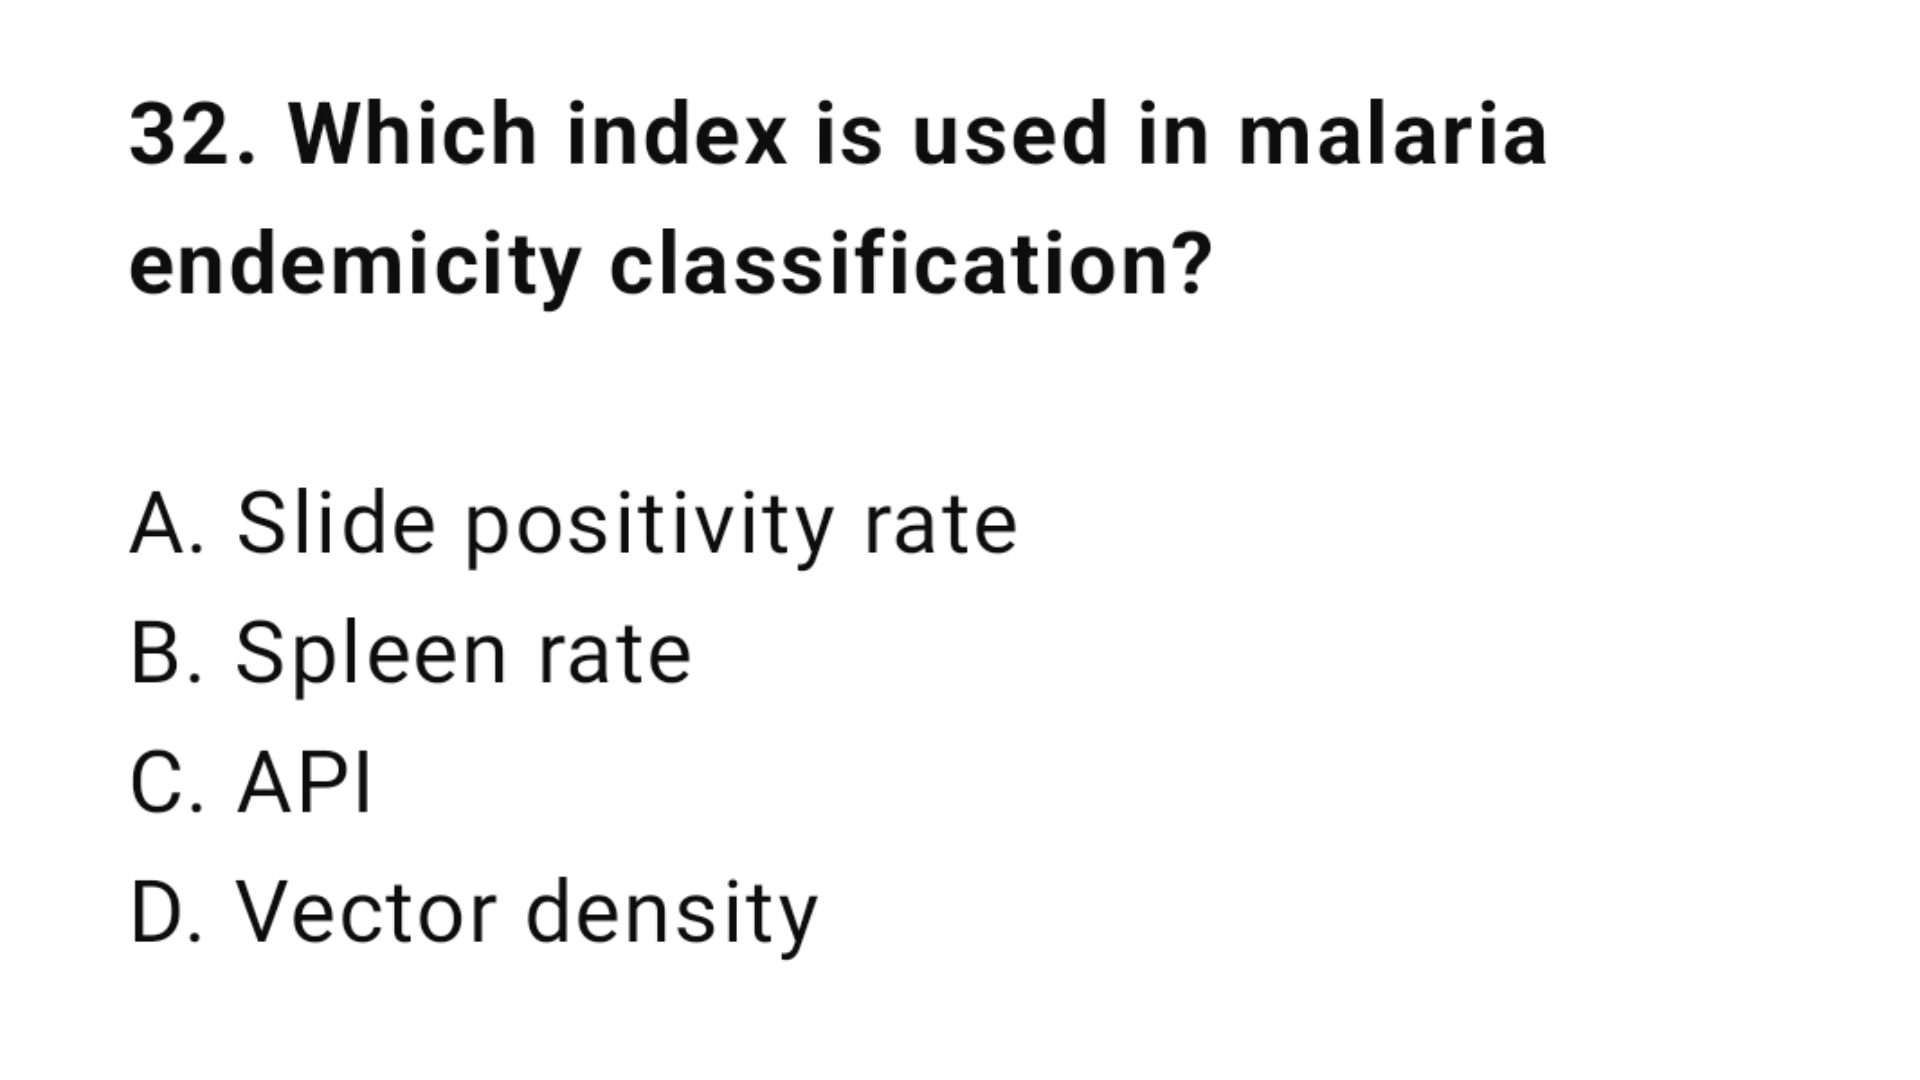 32. Which index is used in malaria
endemicity classification?
A. Slide positivity rate
B. Spleen rate
C. API
D. Vector density